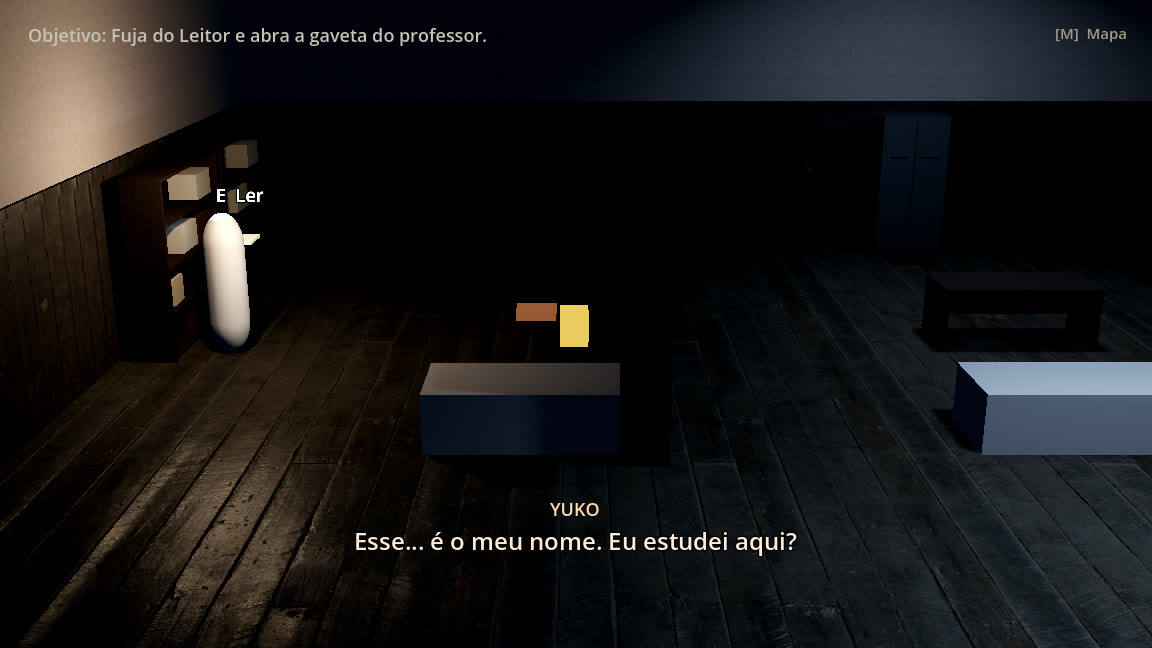 Objetivo: Fuja do Leitor e abra a gaveta do professor.
[M] Mapa
E Ler
YUKO
Esse... é o meu nome. Eu estudei aqui?